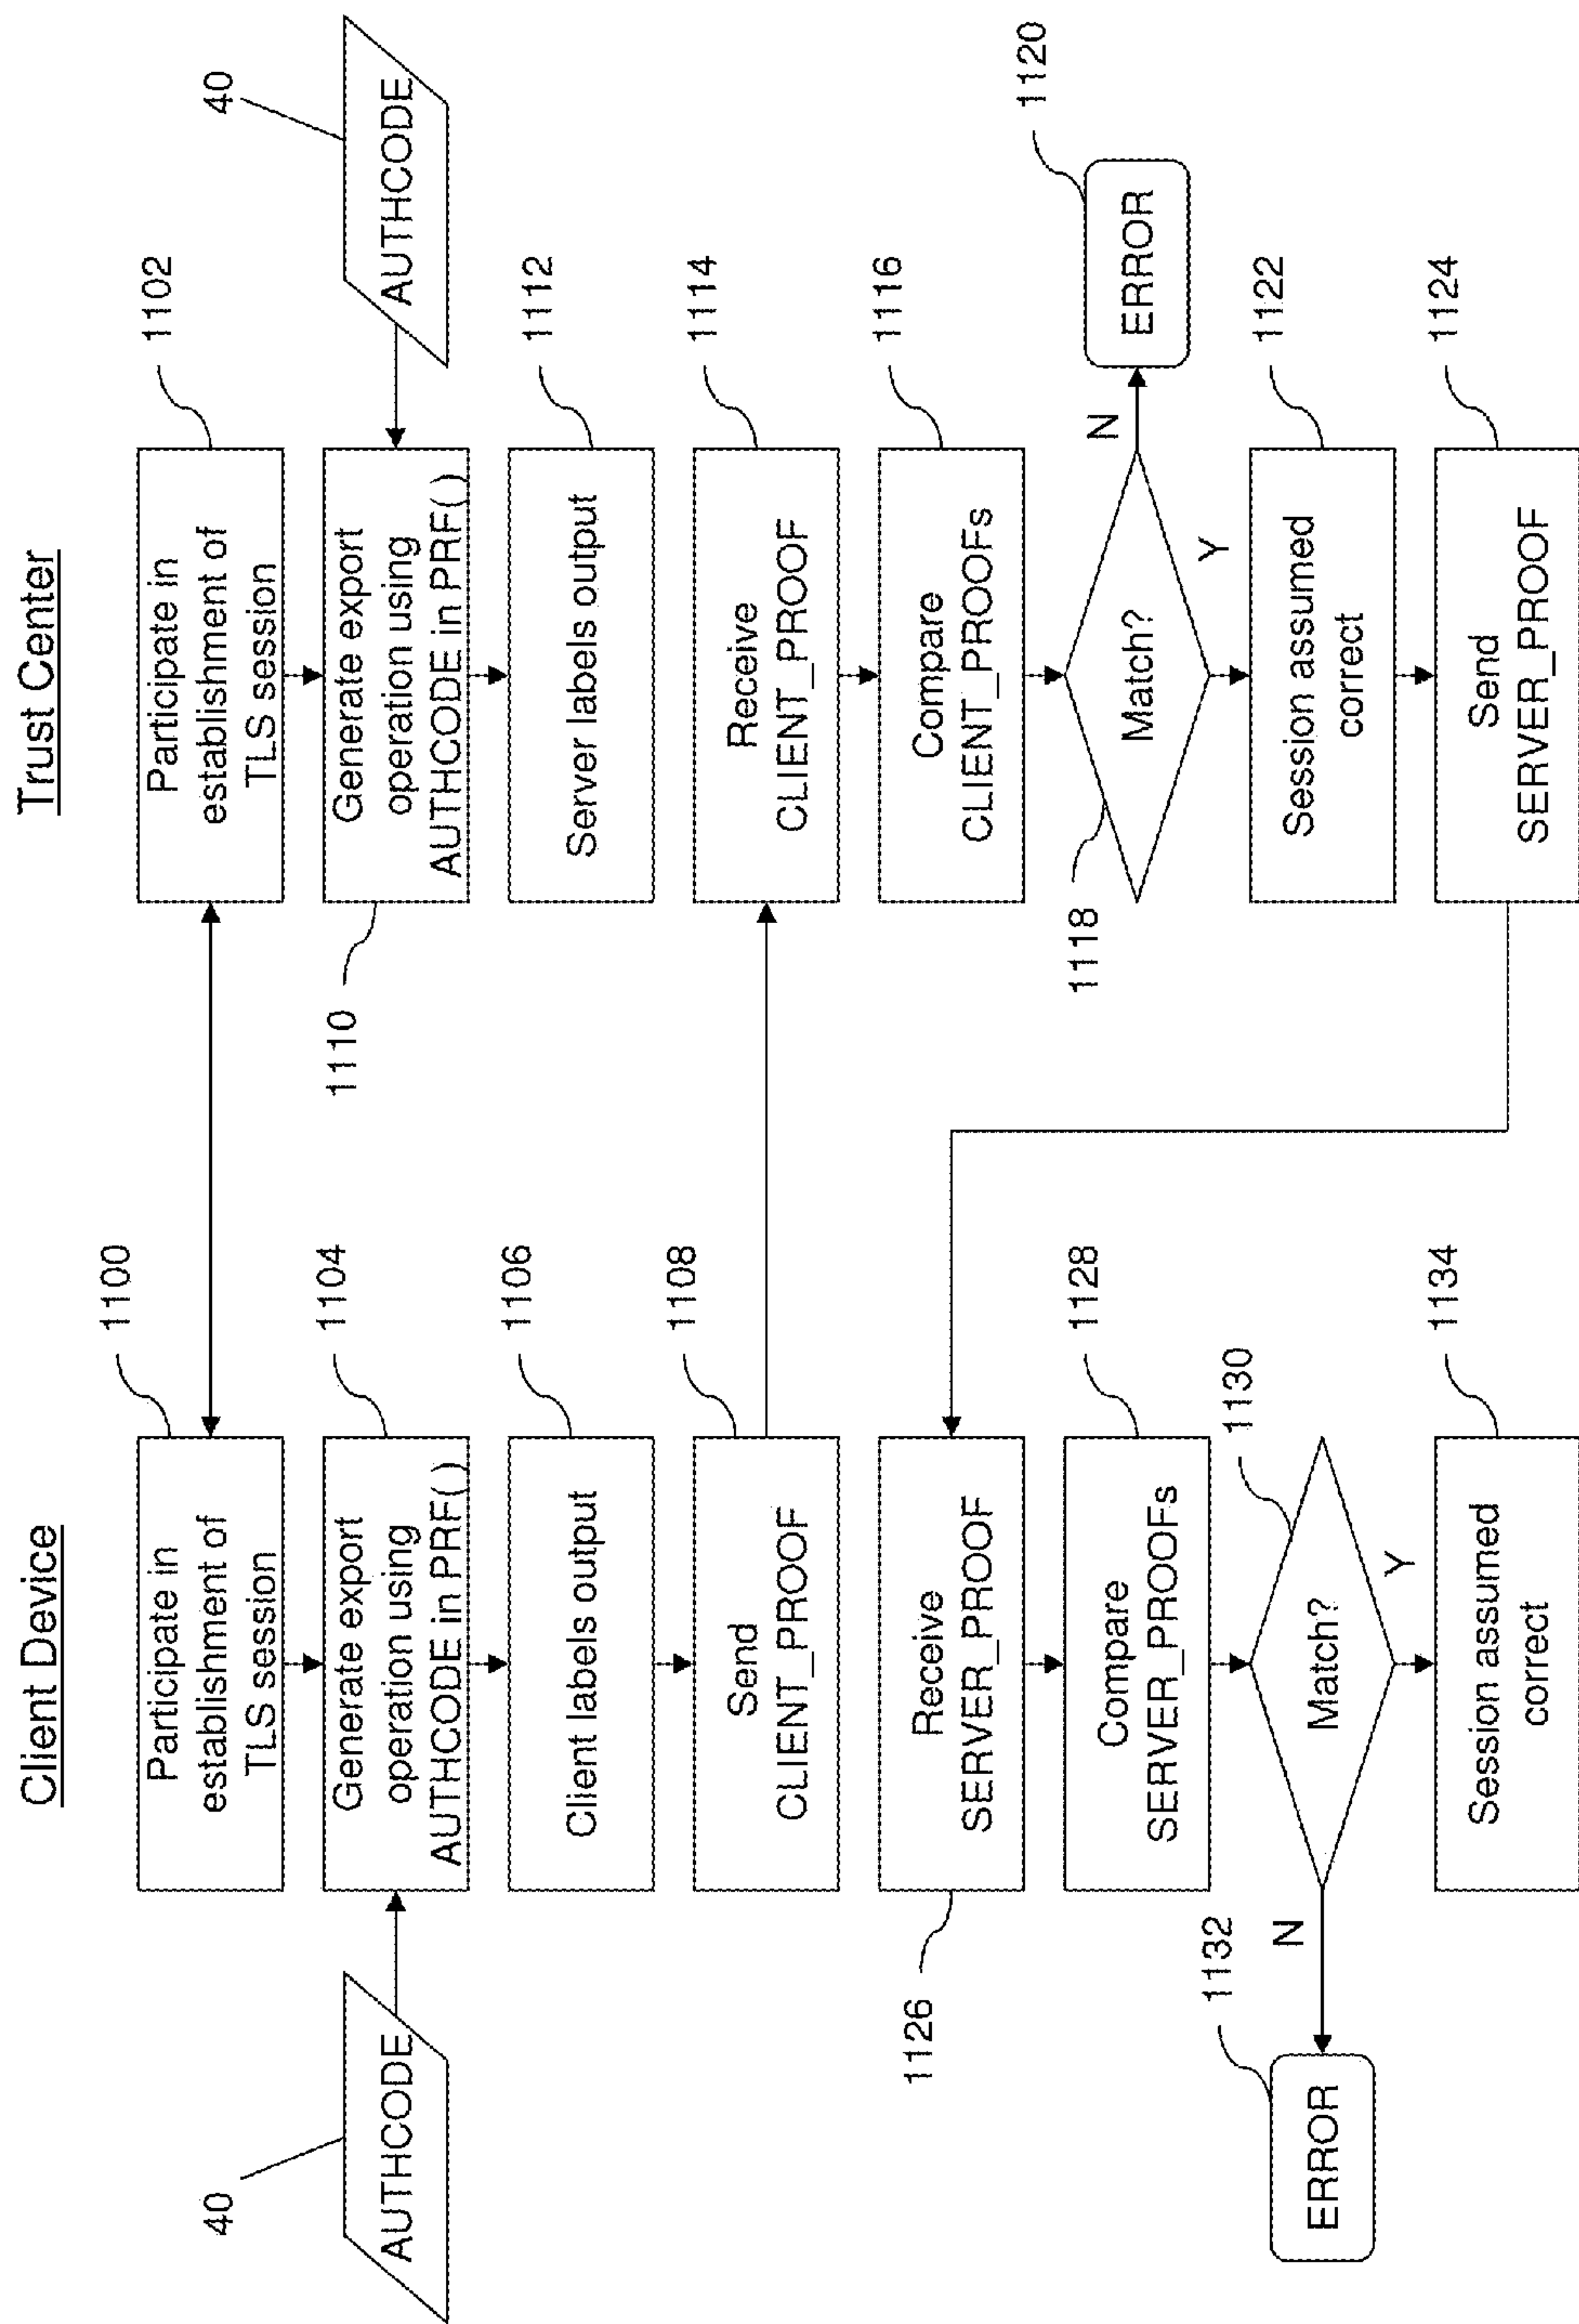 Client Device
Trust Center
1100
Participate in
establishment of
TLS session
1102
Participate in
establishment of
TLS session
40
AUTHCODE
1104
Generate export
operation using
AUTHCODE in PRF()
1110
Generate export
operation using
AUTHCODE in PRF()
40
AUTHCODE
1106
Client labels output
1112
Server labels output
1108
Send
CLIENT_PROOF
1114
Receive
CLIENT_PROOF
1116
Compare
CLIENT_PROOFs
1118
Match?
N
1120
ERROR
Y
1122
Session assumed
correct
1124
Send
SERVER_PROOF
1126
Receive
SERVER_PROOF
1128
Compare
SERVER_PROOFs
1130
Match?
N
1132
ERROR
Y
1134
Session assumed
correct